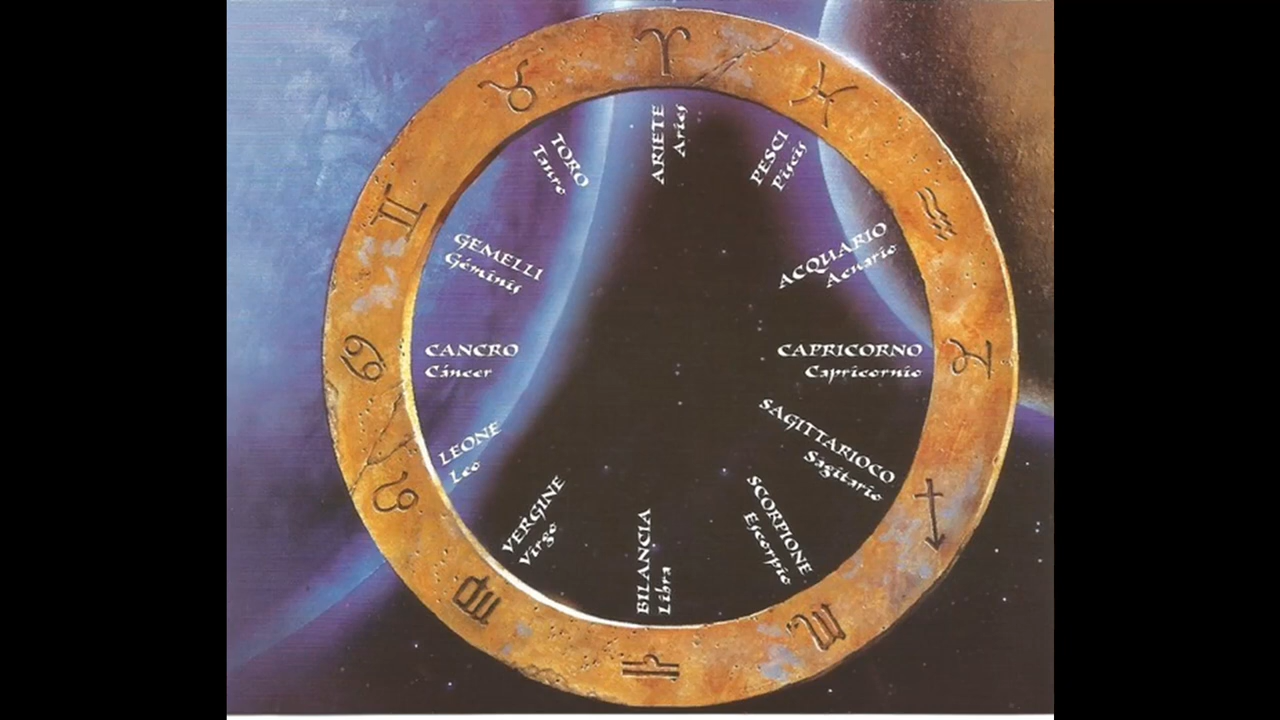 ARIETE
Aries
PESCI
Piscis
ACQUARIO
Acuario
CAPRICORNO
Capricornio
SAGITTARIOCO
Sagitario
SCORPIONE
Escorpio
BILANCIA
Libra
VERGINE
Virgo
LEONE
Leo
CANCRO
Cáncer
GEMELLI
Géminis
TORO
Tauro